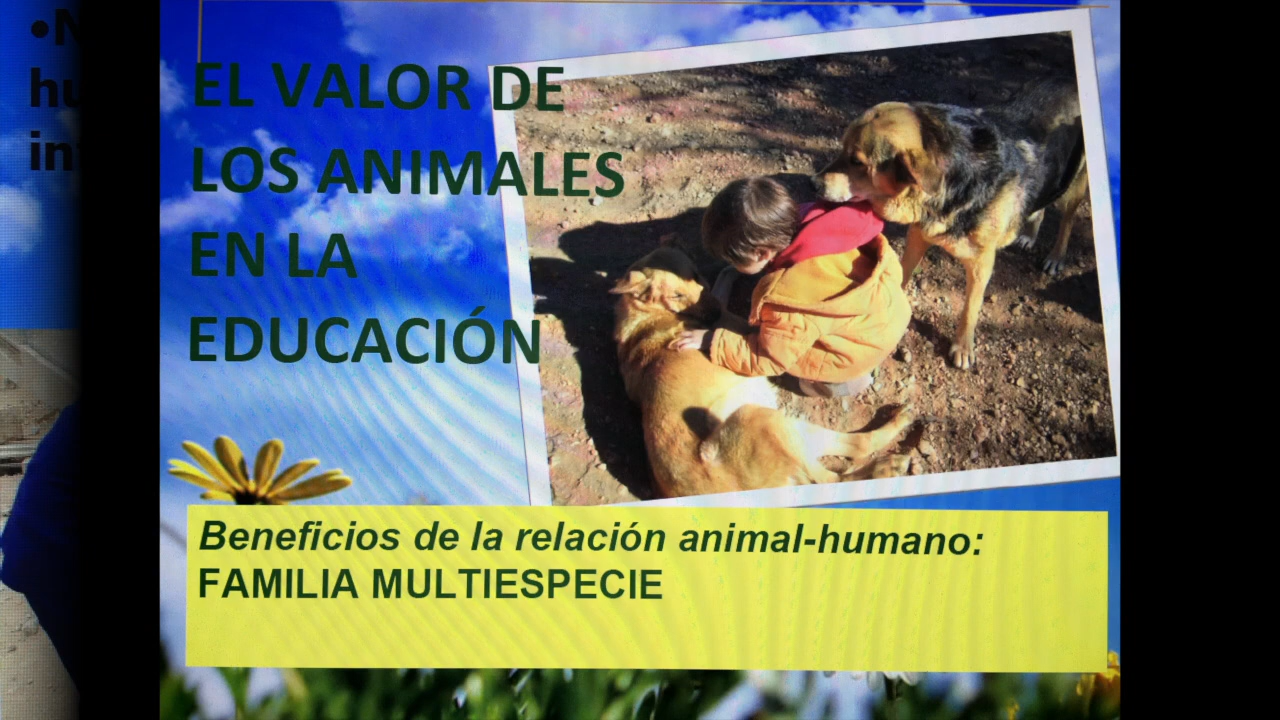 EL VALOR DE
LOS ANIMALES
EN LA
EDUCACIÓN
Beneficios de la relación animal-humano:
FAMILIA MULTIESPECIE